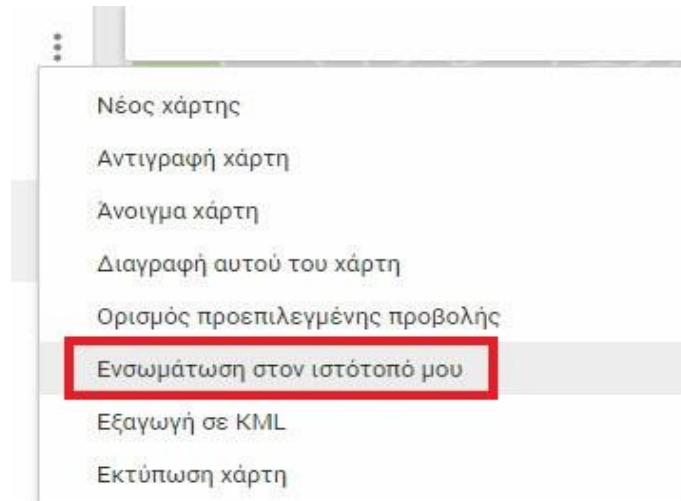 Νέος χάρτης
Αντιγραφή χάρτη
Άνοιγμα χάρτη
Διαγραφή αυτού του χάρτη
Ορισμός προεπιλεγμένης προβολής
Ενσωμάτωση στον ιστότοπό μου
Εξαγωγή σε KML
Εκτύπωση χάρτη